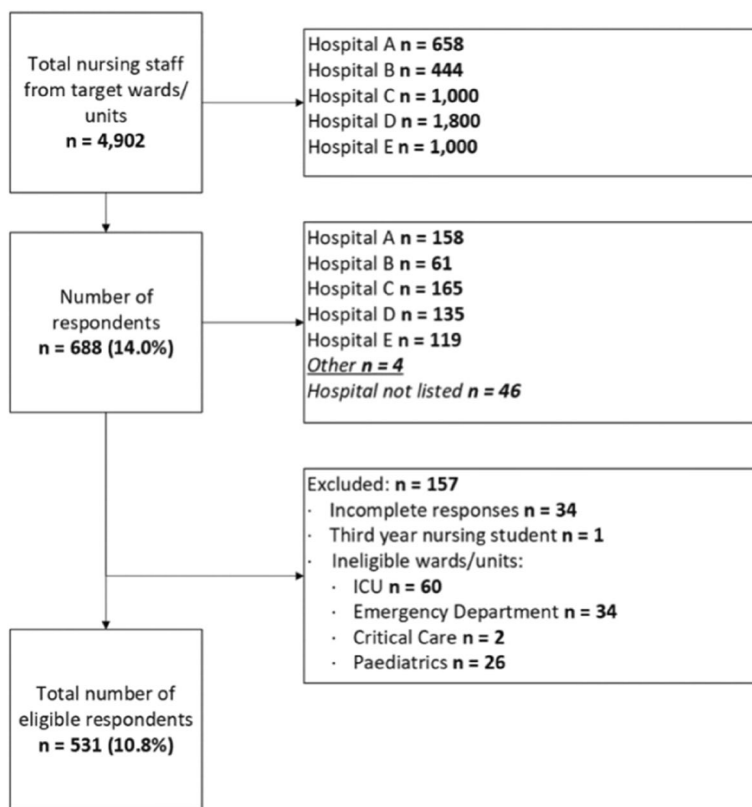 Total nursing staff
from target wards/
units
n = 4,902
Hospital A n = 658
Hospital B n = 444
Hospital C n = 1,000
Hospital D n = 1,800
Hospital E n = 1,000
Number of
respondents
n = 688 (14.0%)
Hospital A n = 158
Hospital B n = 61
Hospital C n = 165
Hospital D n = 135
Hospital E n = 119
Other n = 4
Hospital not listed n = 46
Excluded: n = 157
· Incomplete responses n = 34
· Third year nursing student n = 1
· Ineligible wards/units:
· ICU n = 60
· Emergency Department n = 34
· Critical Care n = 2
· Paediatrics n = 26
Total number of
eligible respondents
n = 531 (10.8%)